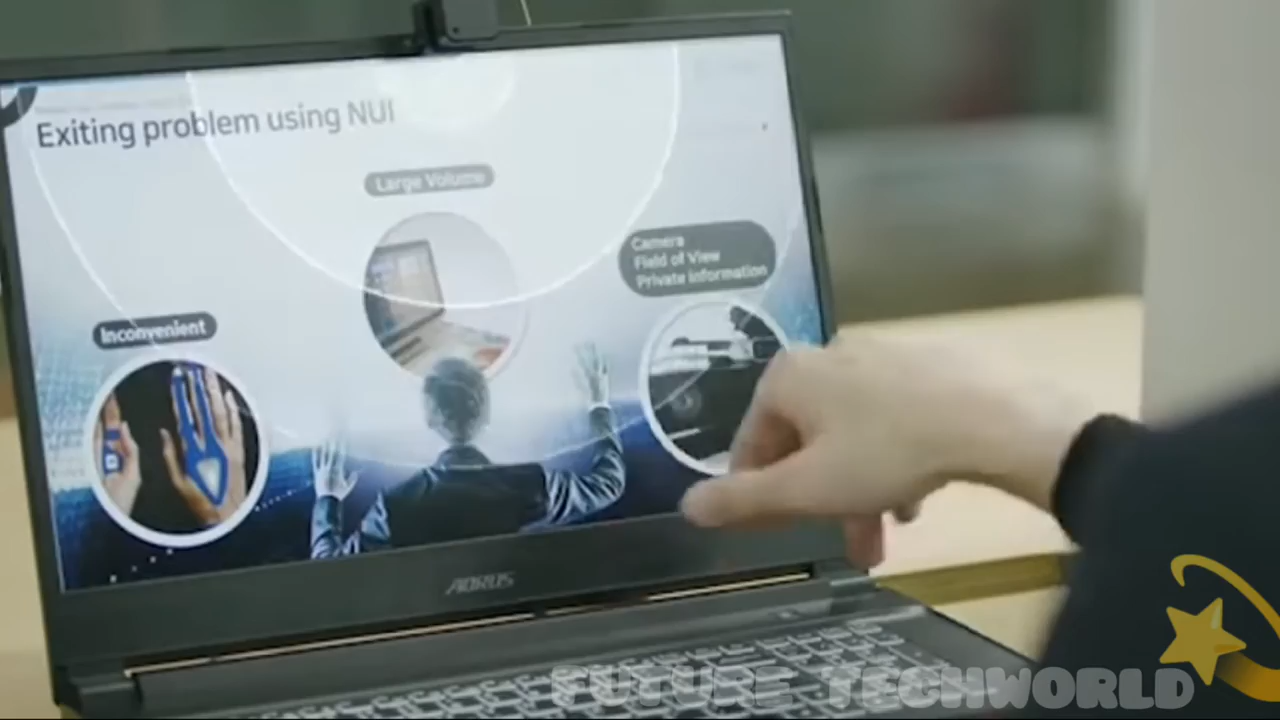 Exiting problem using NUI
Large Volume
Camera
Field of View
Private information
Inconvenient
AORUS
FUTURE TECHWORLD